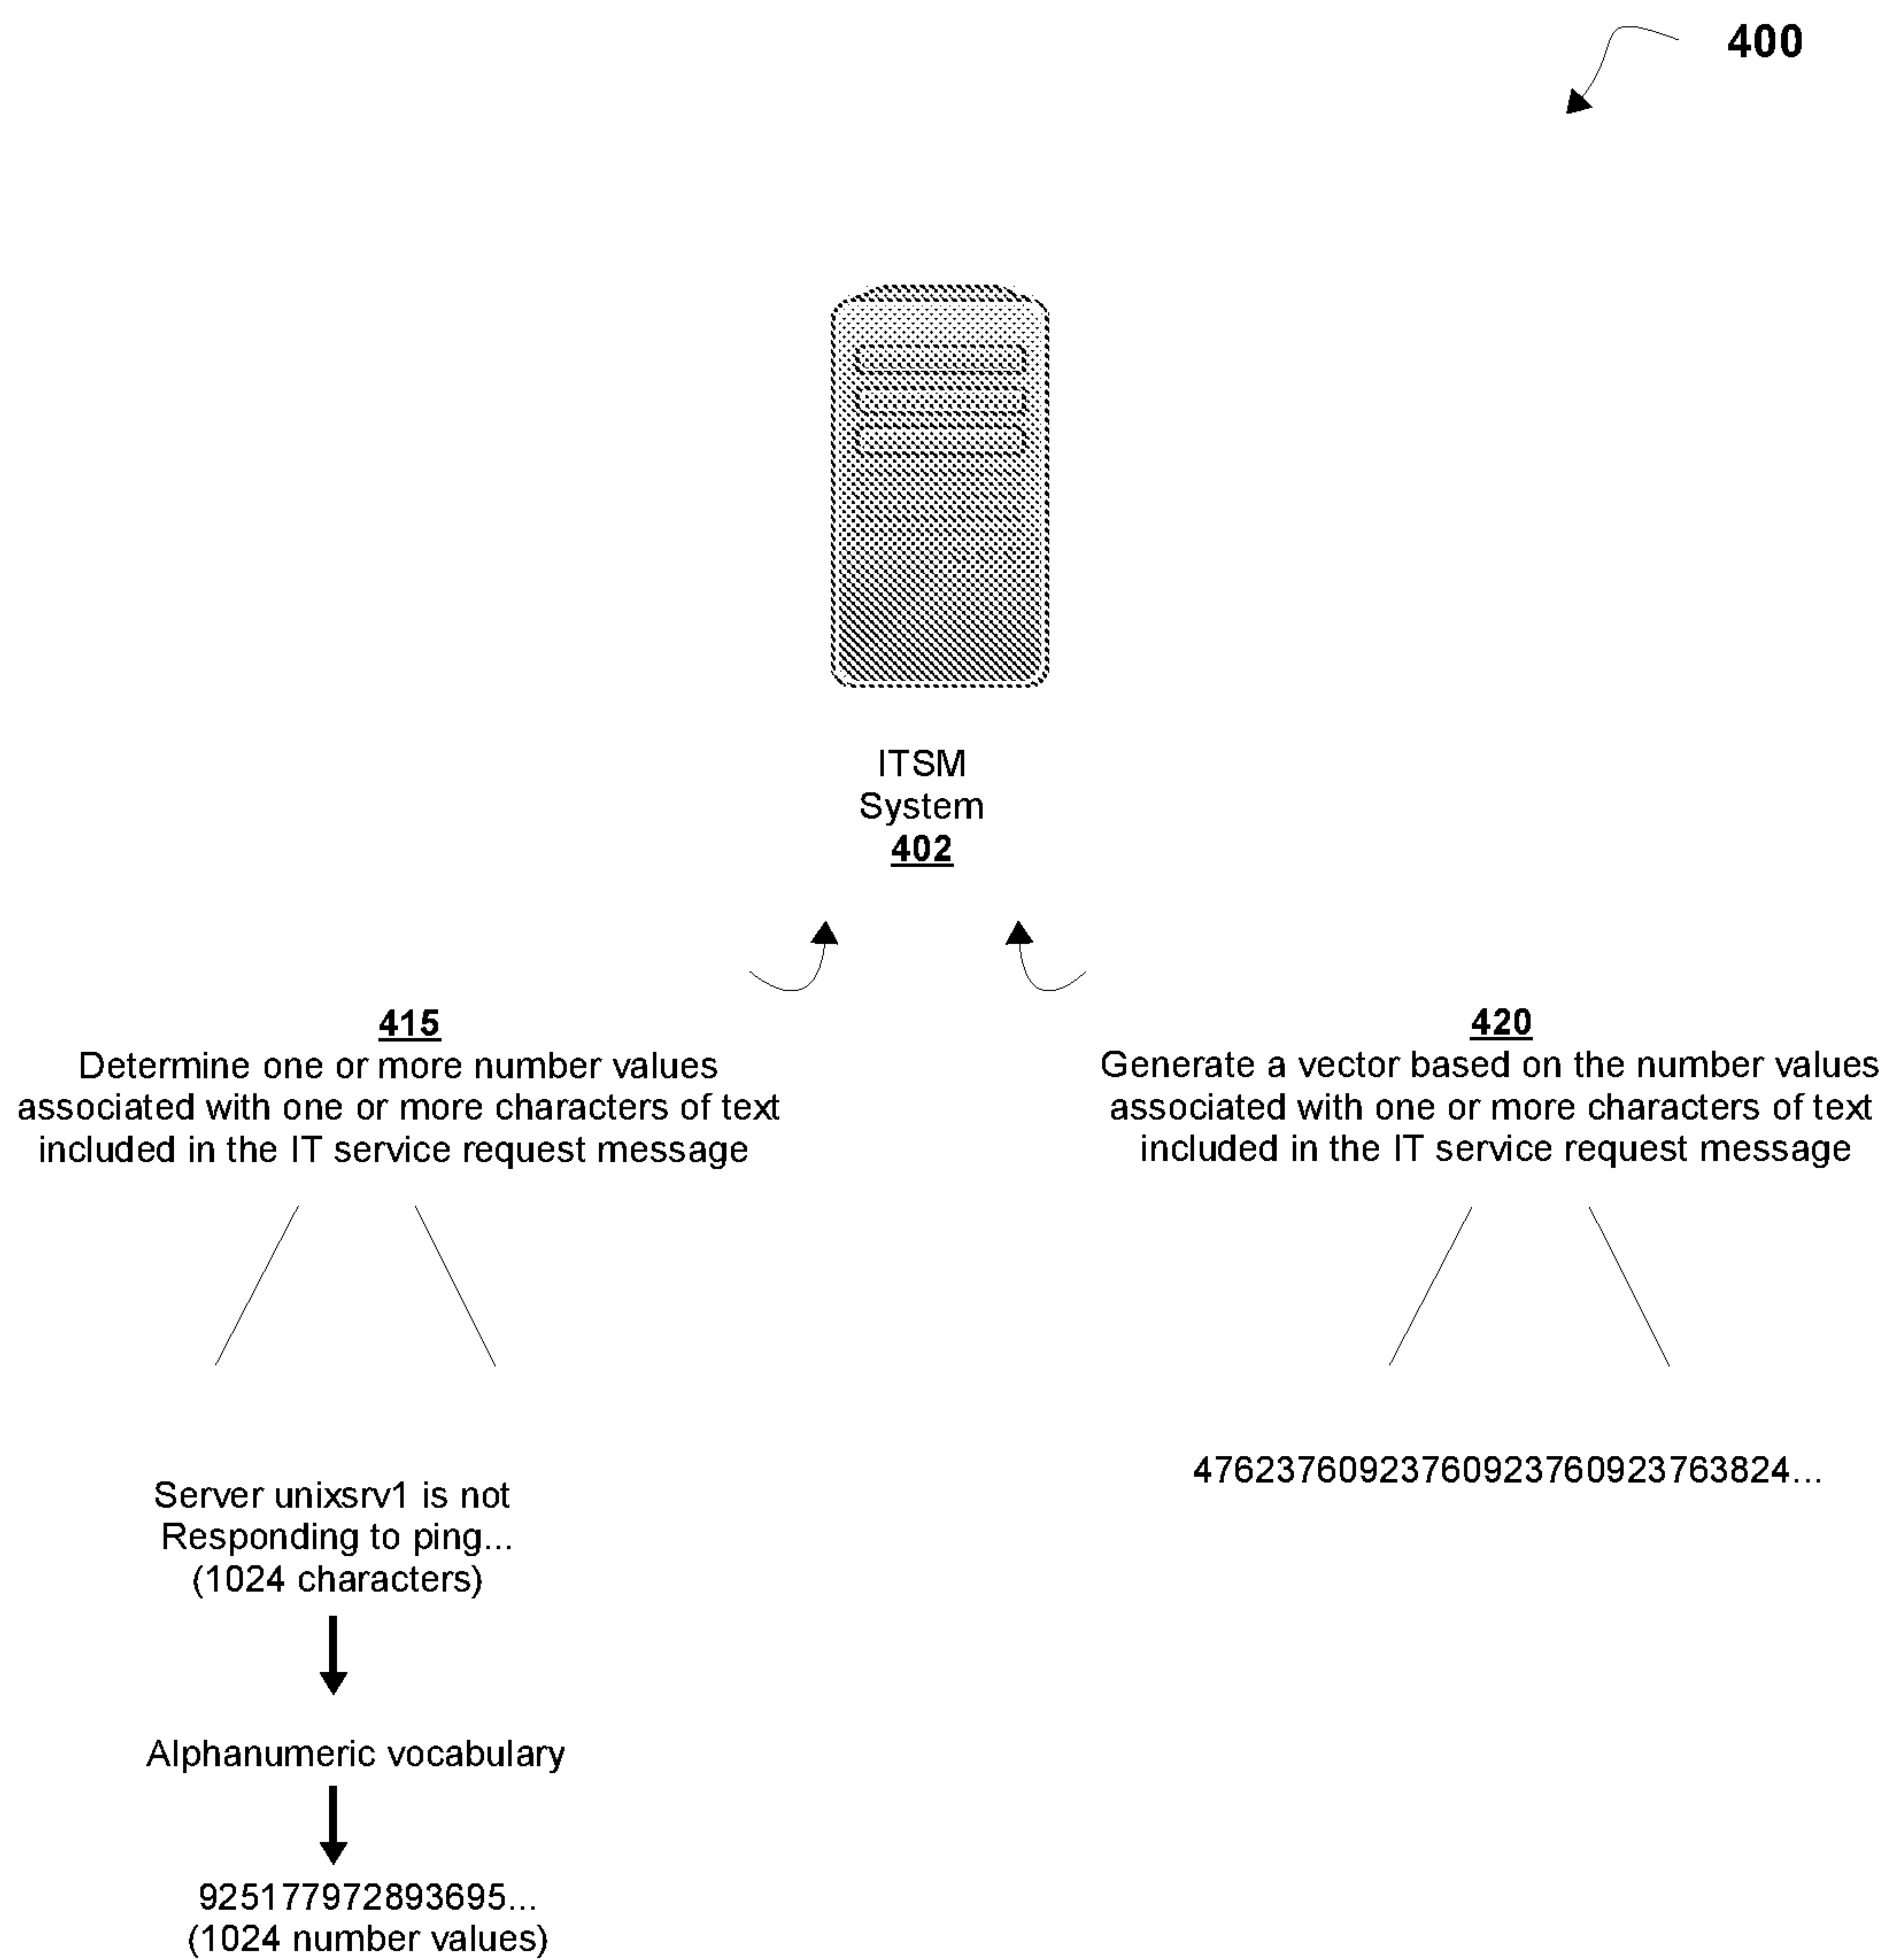 400
ITSM
System
402
415
Determine one or more number values
associated with one or more characters of text
included in the IT service request message
420
Generate a vector based on the number values
associated with one or more characters of text
included in the IT service request message
Server unixsrv1 is not
Responding to ping...
(1024 characters)
Alphanumeric vocabulary
925177972893695...
(1024 number values)
47623760923760923760923763824...